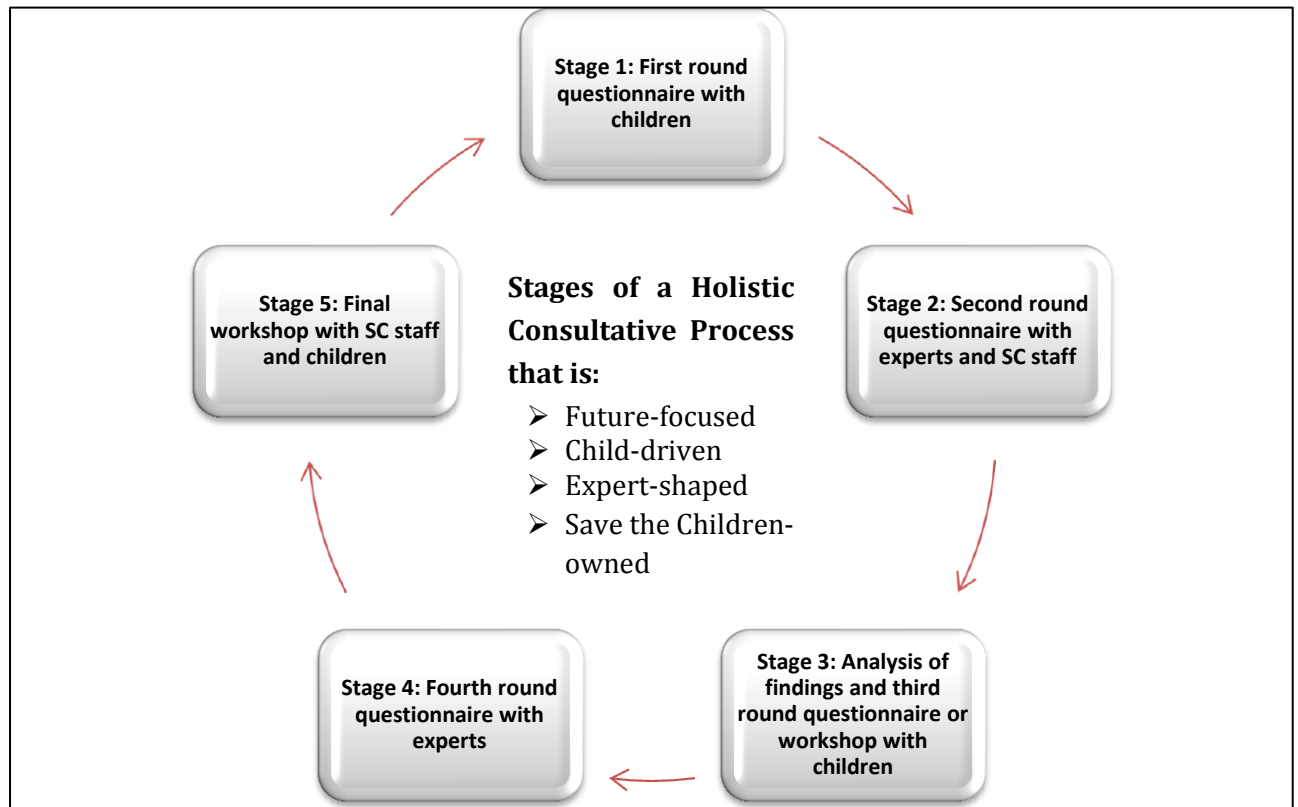 Stage 1: First round
questionnaire with
children
Stage 2: Second round
questionnaire with
experts and SC staff
Stage 3: Analysis of
findings and third
round questionnaire or
workshop with
children
Stage 4: Fourth round
questionnaire with
experts
Stage 5: Final
workshop with SC staff
and children
Stages of a Holistic
Consultative Process
that is:
➢ Future-focused
➢ Child-driven
➢ Expert-shaped
➢ Save the Children-
owned